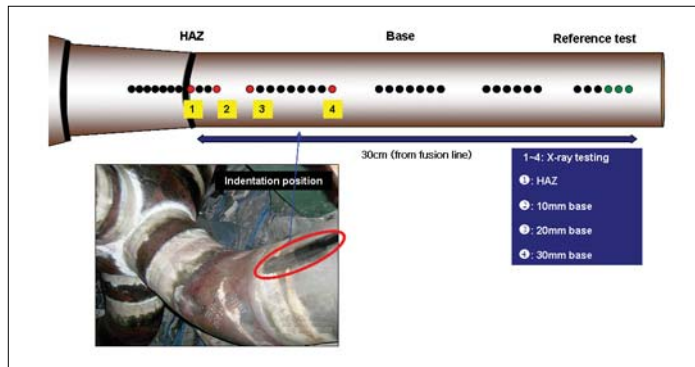 HAZ
Base
Reference test
1
2
3
4
30cm (from fusion line)
Indentation position
1~4: X-ray testing
❶: HAZ
❷: 10mm base
❸: 20mm base
❹: 30mm base